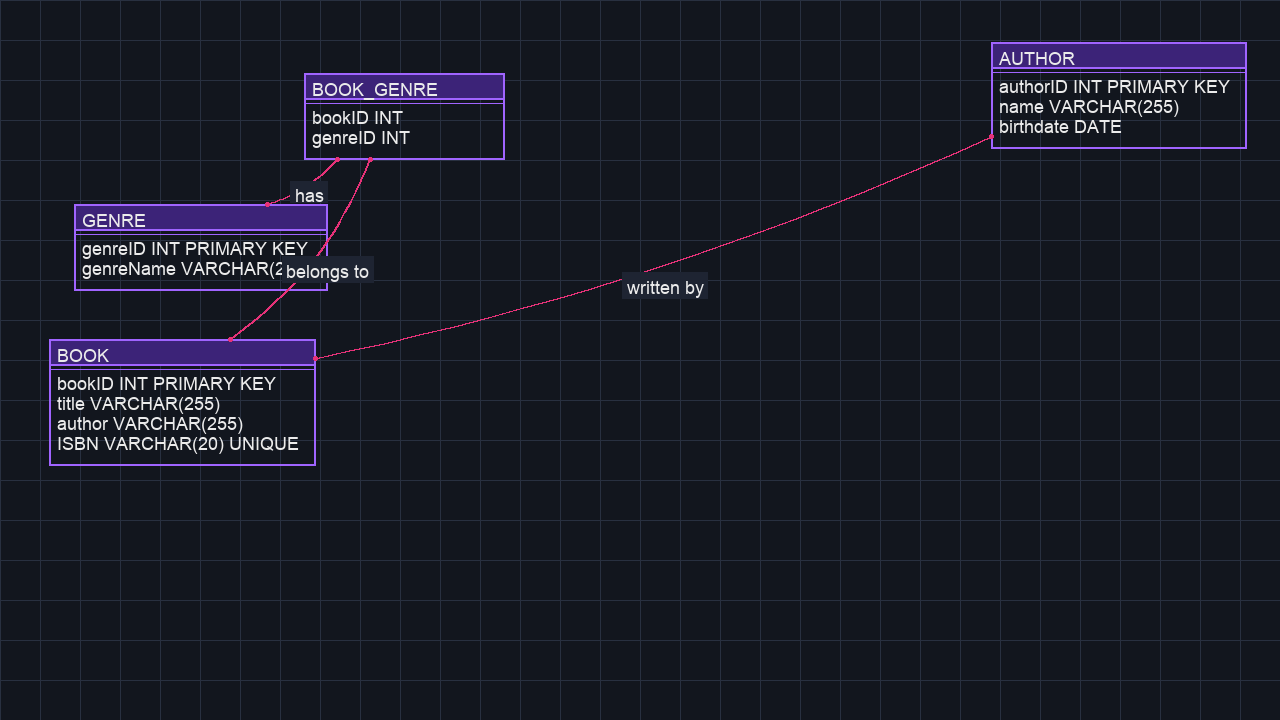 AUTHOR
authorID INT PRIMARY KEY
name VARCHAR(255)
birthdate DATE
BOOK_GENRE
bookID INT
genreID INT
has
GENRE
genreID INT PRIMARY KEY
genreName VARCHAR(
belongs to
written by
BOOK
bookID INT PRIMARY KEY
title VARCHAR(255)
author VARCHAR(255)
ISBN VARCHAR(20) UNIQUE